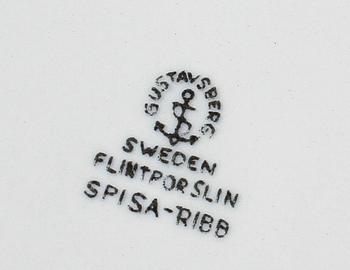 GUSTAVSBERG
SWEDEN
FLINTPORSLIN
SPISA-RIBB